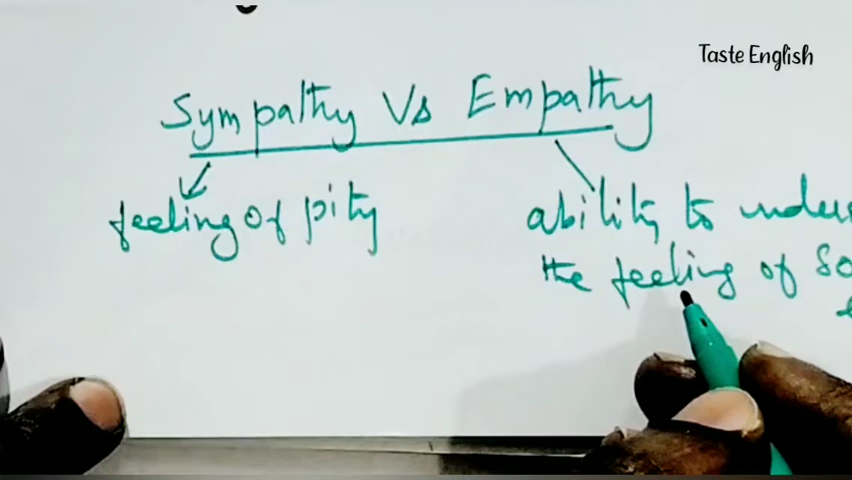 Taste English
Sympathy Vs Empathy
feeling of pity
ability to
the feeling of